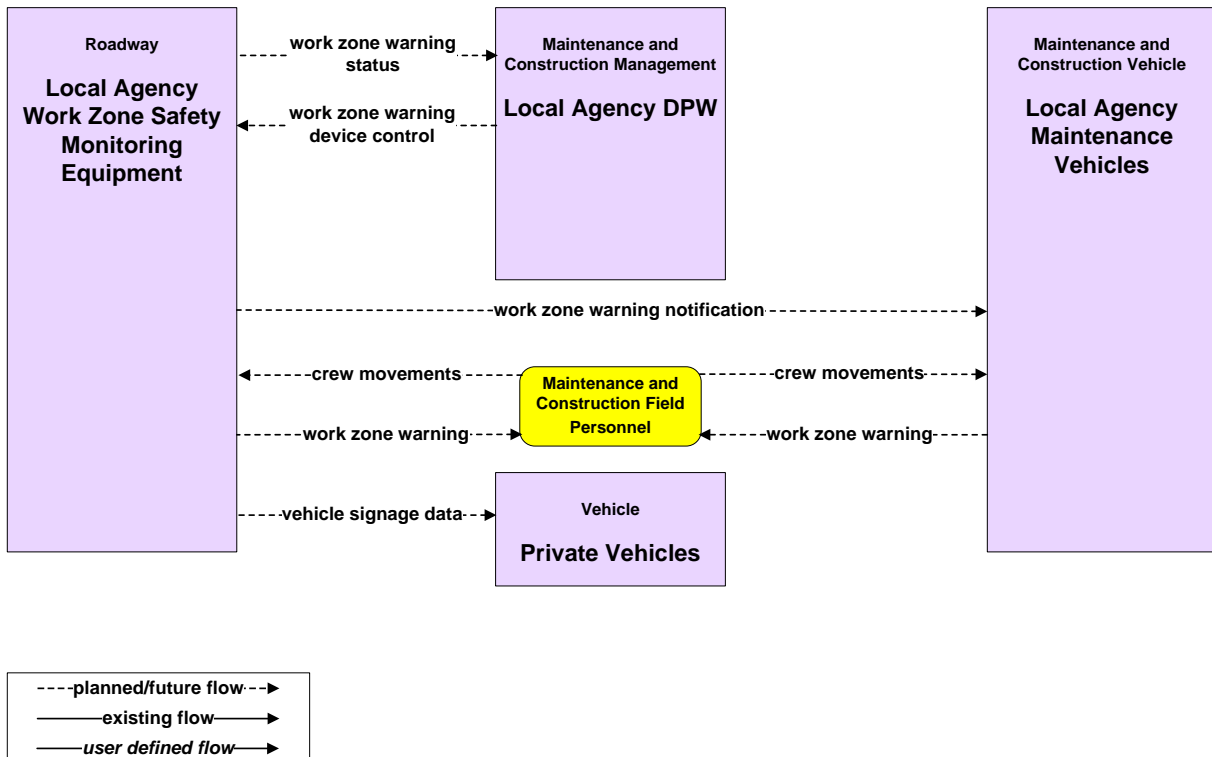 Roadway
Local Agency
Work Zone Safety
Monitoring
Equipment
work zone warning
status
work zone warning
device control
Maintenance and
Construction Management
Local Agency DPW
Maintenance and
Construction Vehicle
Local Agency
Maintenance
Vehicles
work zone warning notification
crew movements
Maintenance and
Construction Field
Personnel
crew movements
work zone warning
work zone warning
vehicle signage data
Vehicle
Private Vehicles
planned/future flow
existing flow
user defined flow